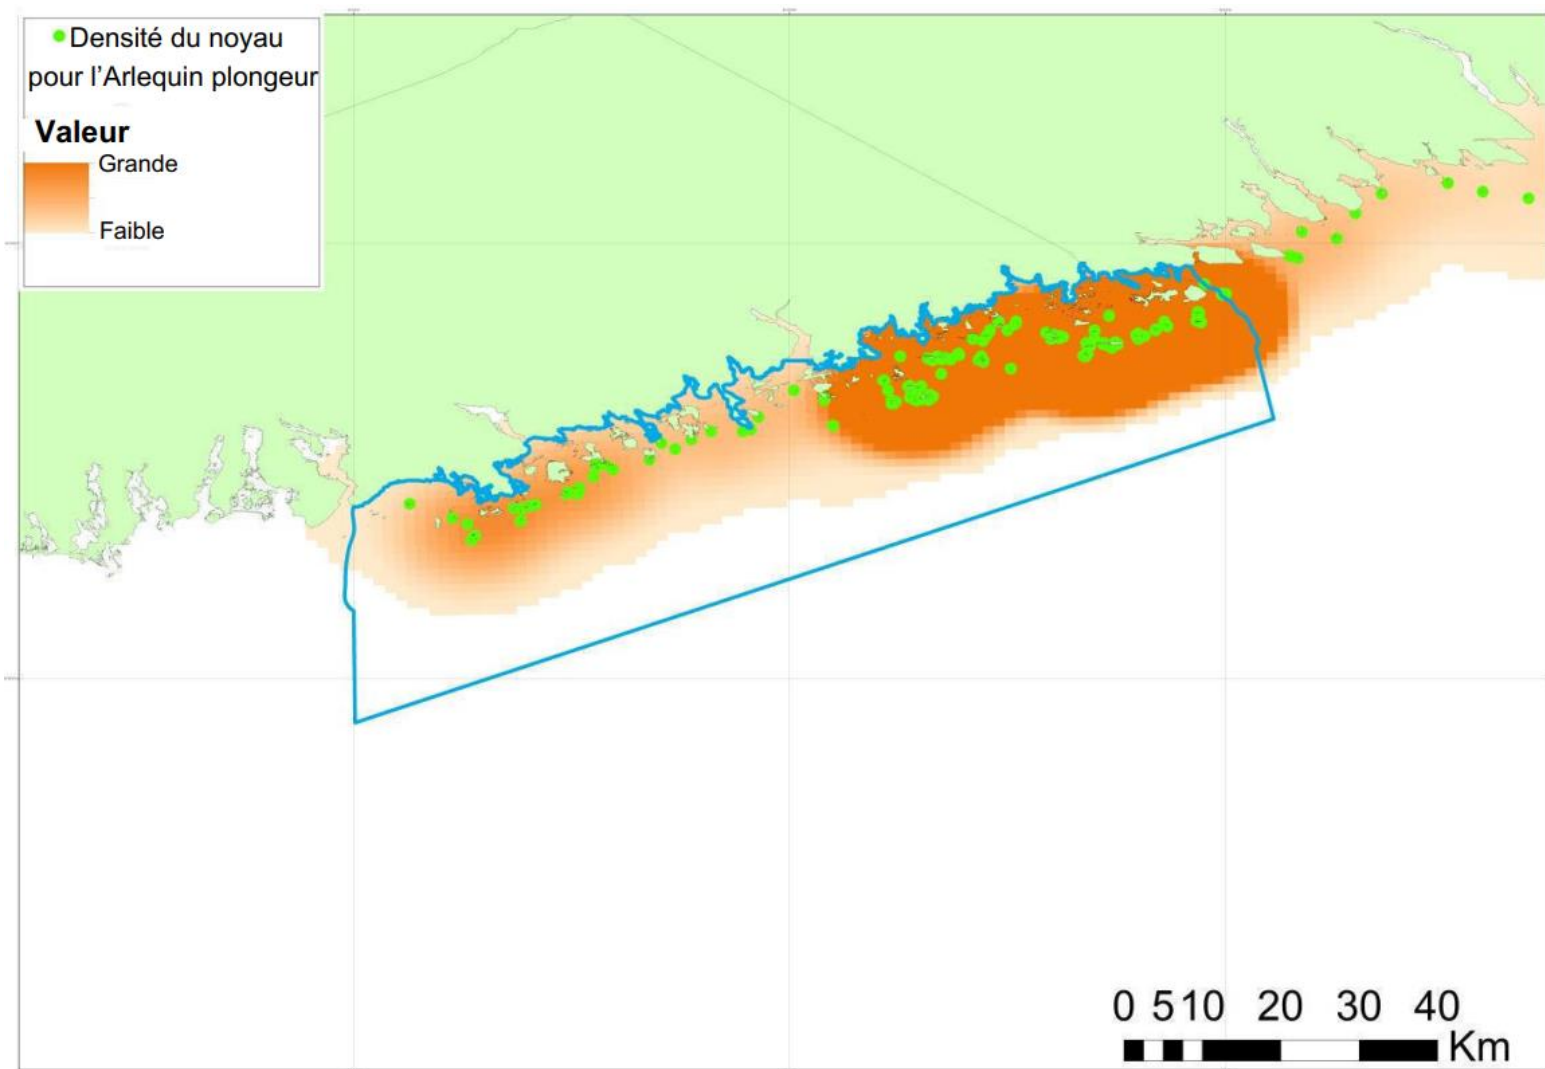 Densité du noyau
pour l'Arlequin plongeur
Valeur
Grande
Faible
0 5 10 20 30 40
Km